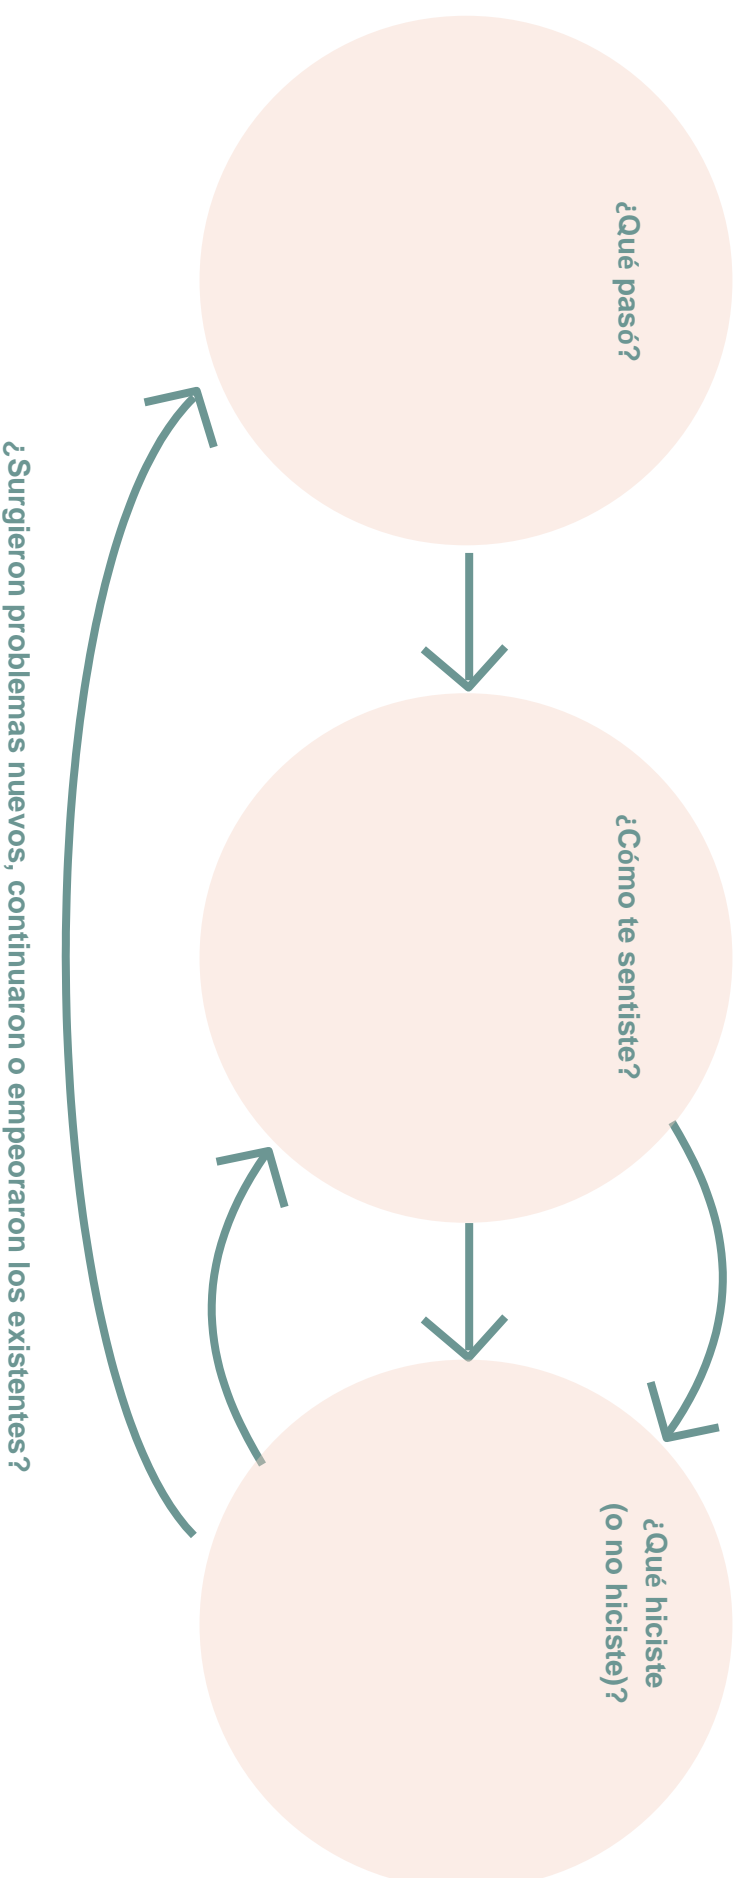 ¿Qué pasó?
¿Cómo te sentiste?
¿Qué hiciste
(o no hiciste)?
¿Surgieron problemas nuevos, continuaron o empeoraron los existentes?